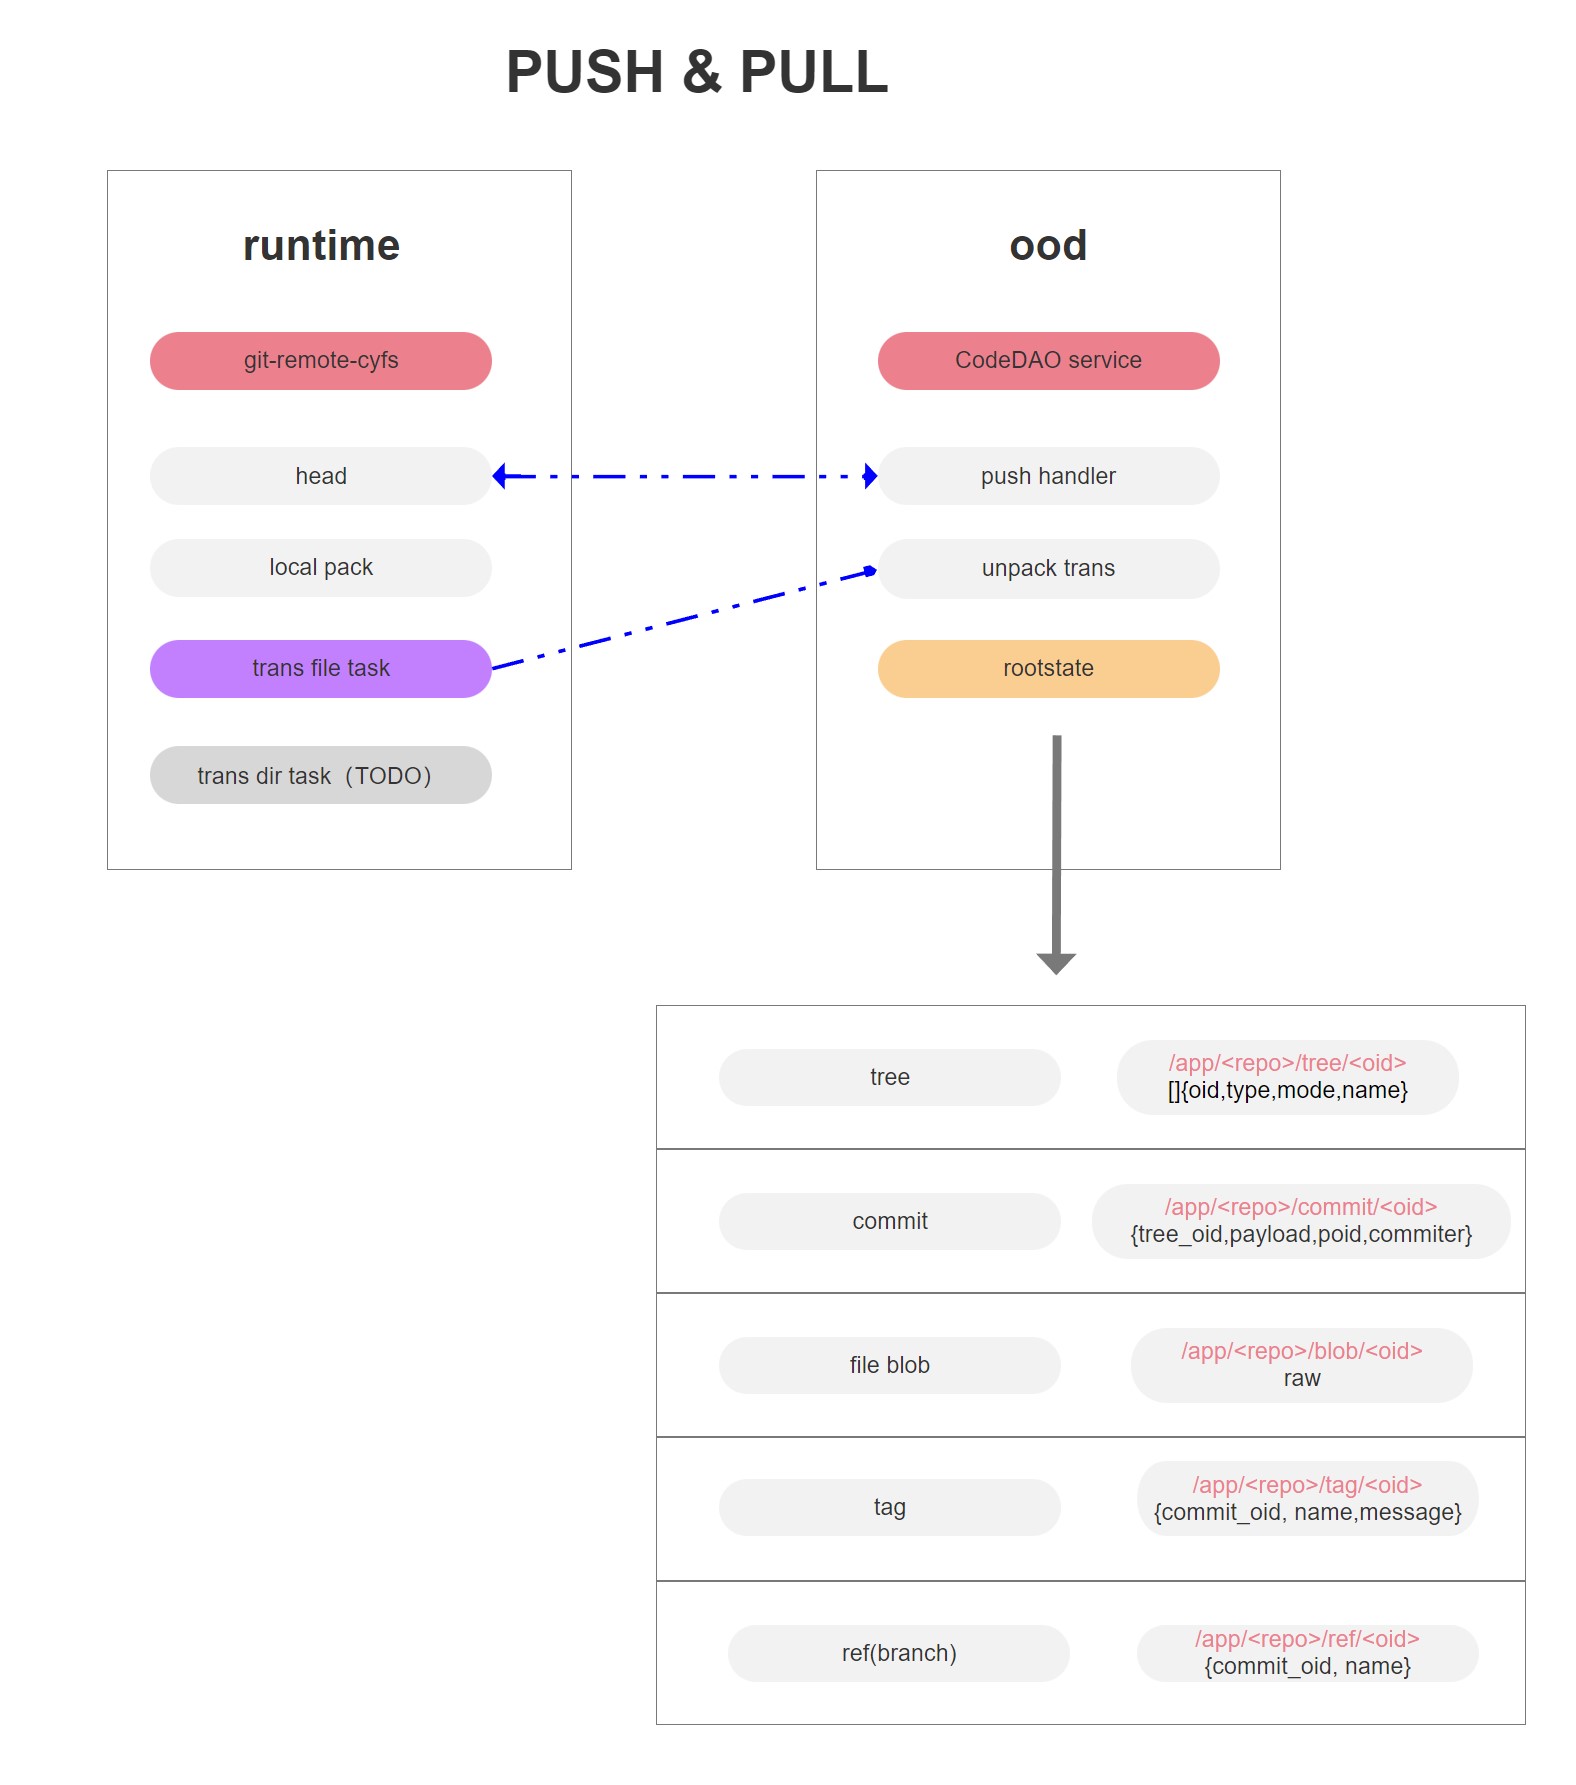 PUSH & PULL
runtime
git-remote-cyfs
head
local pack
trans file task
trans dir task（TODO）
ood
CodeDAO service
push handler
unpack trans
rootstate
tree
/app/<repo>/tree/<oid>
[]{oid,type,mode,name}
commit
/app/<repo>/commit/<oid>
{tree_oid,payload,poid,commiter}
file blob
/app/<repo>/blob/<oid>
raw
tag
/app/<repo>/tag/<oid>
{commit_oid, name,message}
ref(branch)
/app/<repo>/ref/<oid>
{commit_oid, name}